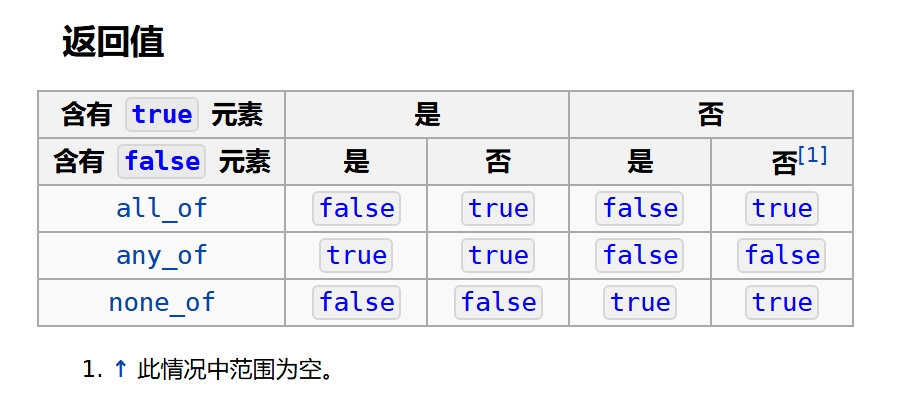 返回值
含有 true 元素 是 否
含有 false 元素 是 否 是 否[1]
all_of false true false true
any_of true true false false
none_of false false true true
1. ↑ 此情况中范围为空。